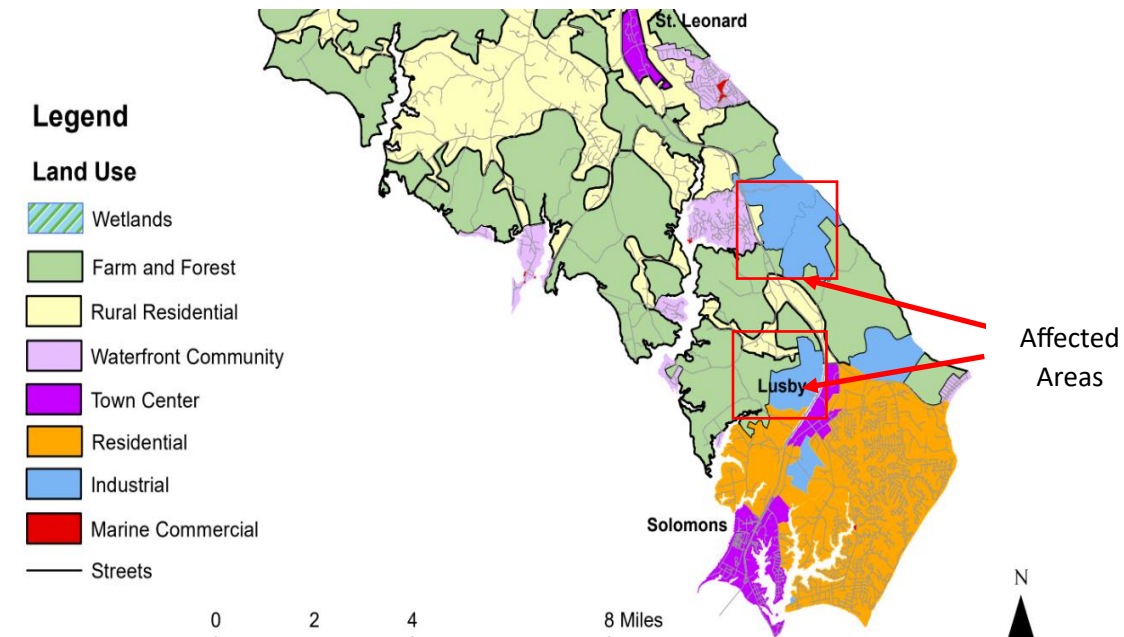 St. Leonard
Legend
Land Use
Wetlands
Farm and Forest
Rural Residential
Waterfront Community
Town Center
Residential
Industrial
Marine Commercial
Streets
Affected
Areas
Lusby
Solomons
0 2 4 8 Miles
N